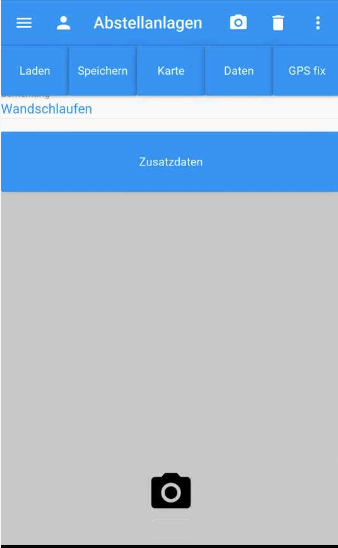 Abstellanlagen
Laden
Speichern
Karte
Daten
GPS fix
Wandschlaufen
Zusatzdaten